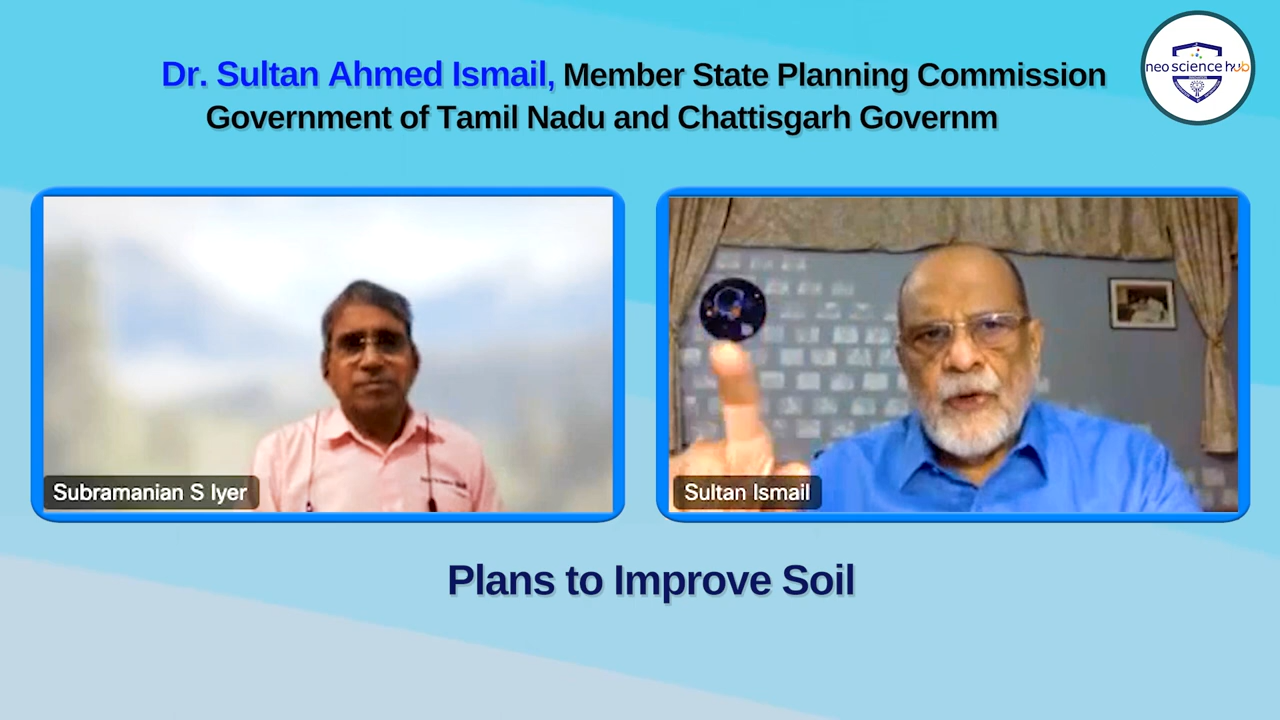 Dr. Sultan Ahmed Ismail, Member State Planning Commission
Government of Tamil Nadu and Chattisgarh Governm
neo science hub
Subramanian S Iyer
Sultan Ismail
Plans to Improve Soil